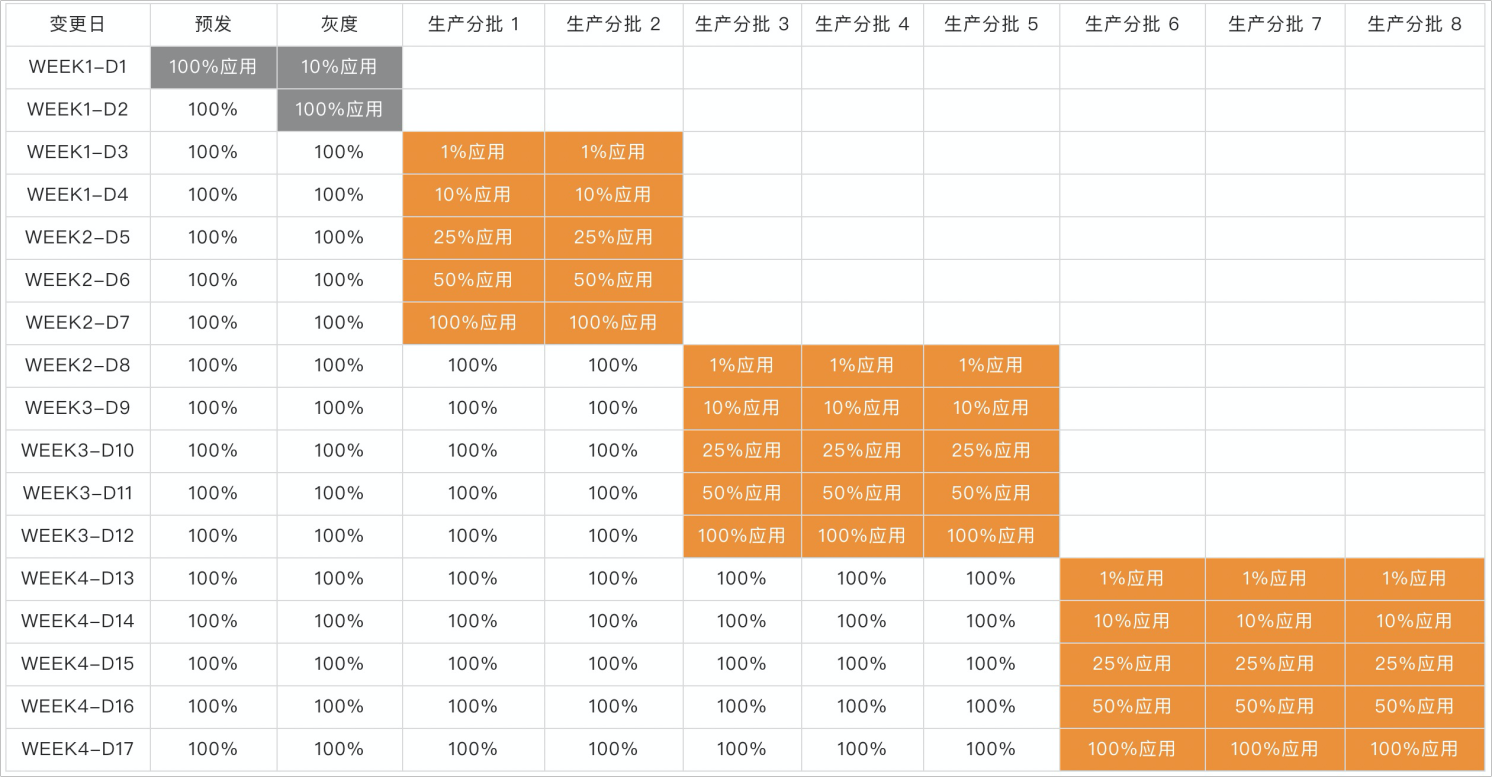 变更日 预发 灰度 生产分批 1 生产分批 2 生产分批 3 生产分批 4 生产分批 5 生产分批 6 生产分批 7 生产分批 8
WEEK1-D1 100%应用 10%应用
WEEK1-D2 100% 100%应用
WEEK1-D3 100% 100% 1%应用 1%应用
WEEK1-D4 100% 100% 10%应用 10%应用
WEEK2-D5 100% 100% 25%应用 25%应用
WEEK2-D6 100% 100% 50%应用 50%应用
WEEK2-D7 100% 100% 100%应用 100%应用
WEEK2-D8 100% 100% 100% 100% 1%应用 1%应用 1%应用
WEEK3-D9 100% 100% 100% 100% 10%应用 10%应用 10%应用
WEEK3-D10 100% 100% 100% 100% 25%应用 25%应用 25%应用
WEEK3-D11 100% 100% 100% 100% 50%应用 50%应用 50%应用
WEEK3-D12 100% 100% 100% 100% 100%应用 100%应用 100%应用
WEEK4-D13 100% 100% 100% 100% 100% 100% 100% 1%应用 1%应用 1%应用
WEEK4-D14 100% 100% 100% 100% 100% 100% 100% 10%应用 10%应用 10%应用
WEEK4-D15 100% 100% 100% 100% 100% 100% 100% 25%应用 25%应用 25%应用
WEEK4-D16 100% 100% 100% 100% 100% 100% 100% 50%应用 50%应用 50%应用
WEEK4-D17 100% 100% 100% 100% 100% 100% 100% 100%应用 100%应用 100%应用